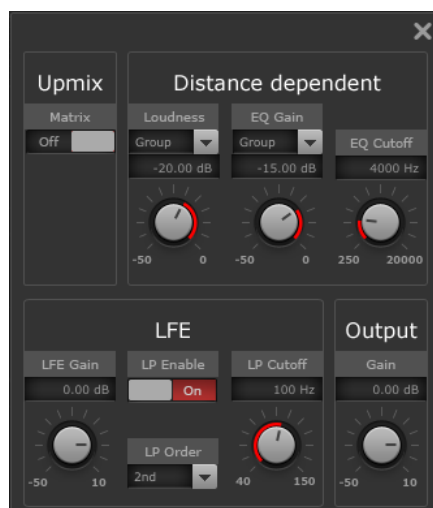 Upmix
Distance dependent
Matrix
Loudness
EQ Gain
Off
Group
Group
EQ Cutoff
-20.00 dB
-15.00 dB
4000 Hz
-50
0
-50
0
250
20000
LFE
Output
LFE Gain
LP Enable
LP Cutoff
Gain
0.00 dB
On
100 Hz
0.00 dB
LP Order
2nd
-50
10
40
150
-50
10